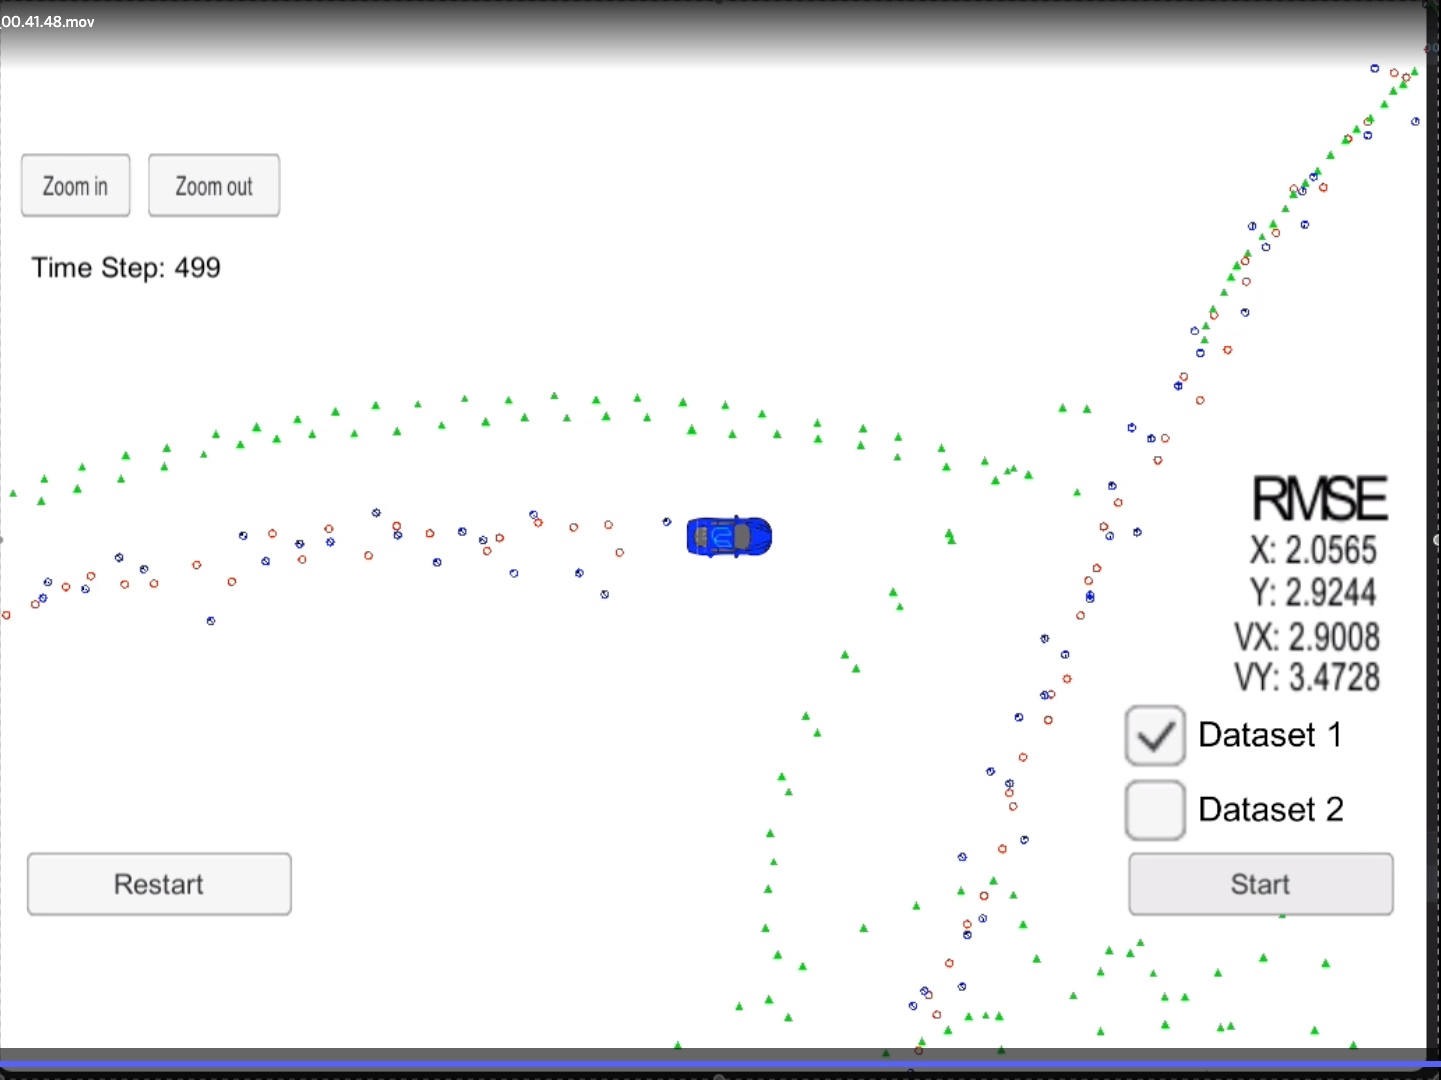 _00.41.48.mov
Zoom in
Zoom out
Time Step: 499
RMSE
X: 2.0565
Y: 2.9244
VX: 2.9008
VY: 3.4728
Dataset 1
Dataset 2
Restart
Start